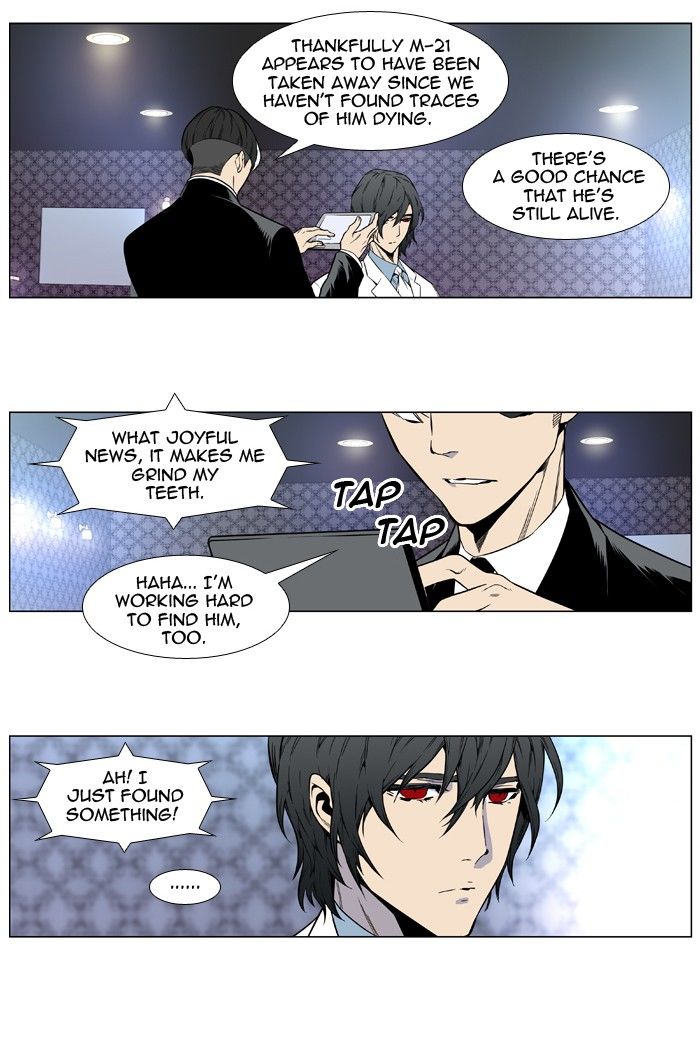 THANKFULLY M-21
APPEARS TO HAVE BEEN
TAKEN AWAY SINCE WE
HAVEN'T FOUND TRACES
OF HIM DYING.
THERE'S
A GOOD CHANCE
THAT HE'S
STILL ALIVE.
WHAT JOYFUL
NEWS, IT MAKES ME
GRIND MY
TEETH.
TAP
TAP
HAHA... I'M
WORKING HARD
TO FIND HIM,
TOO.
AH! I
JUST FOUND
SOMETHING!
......